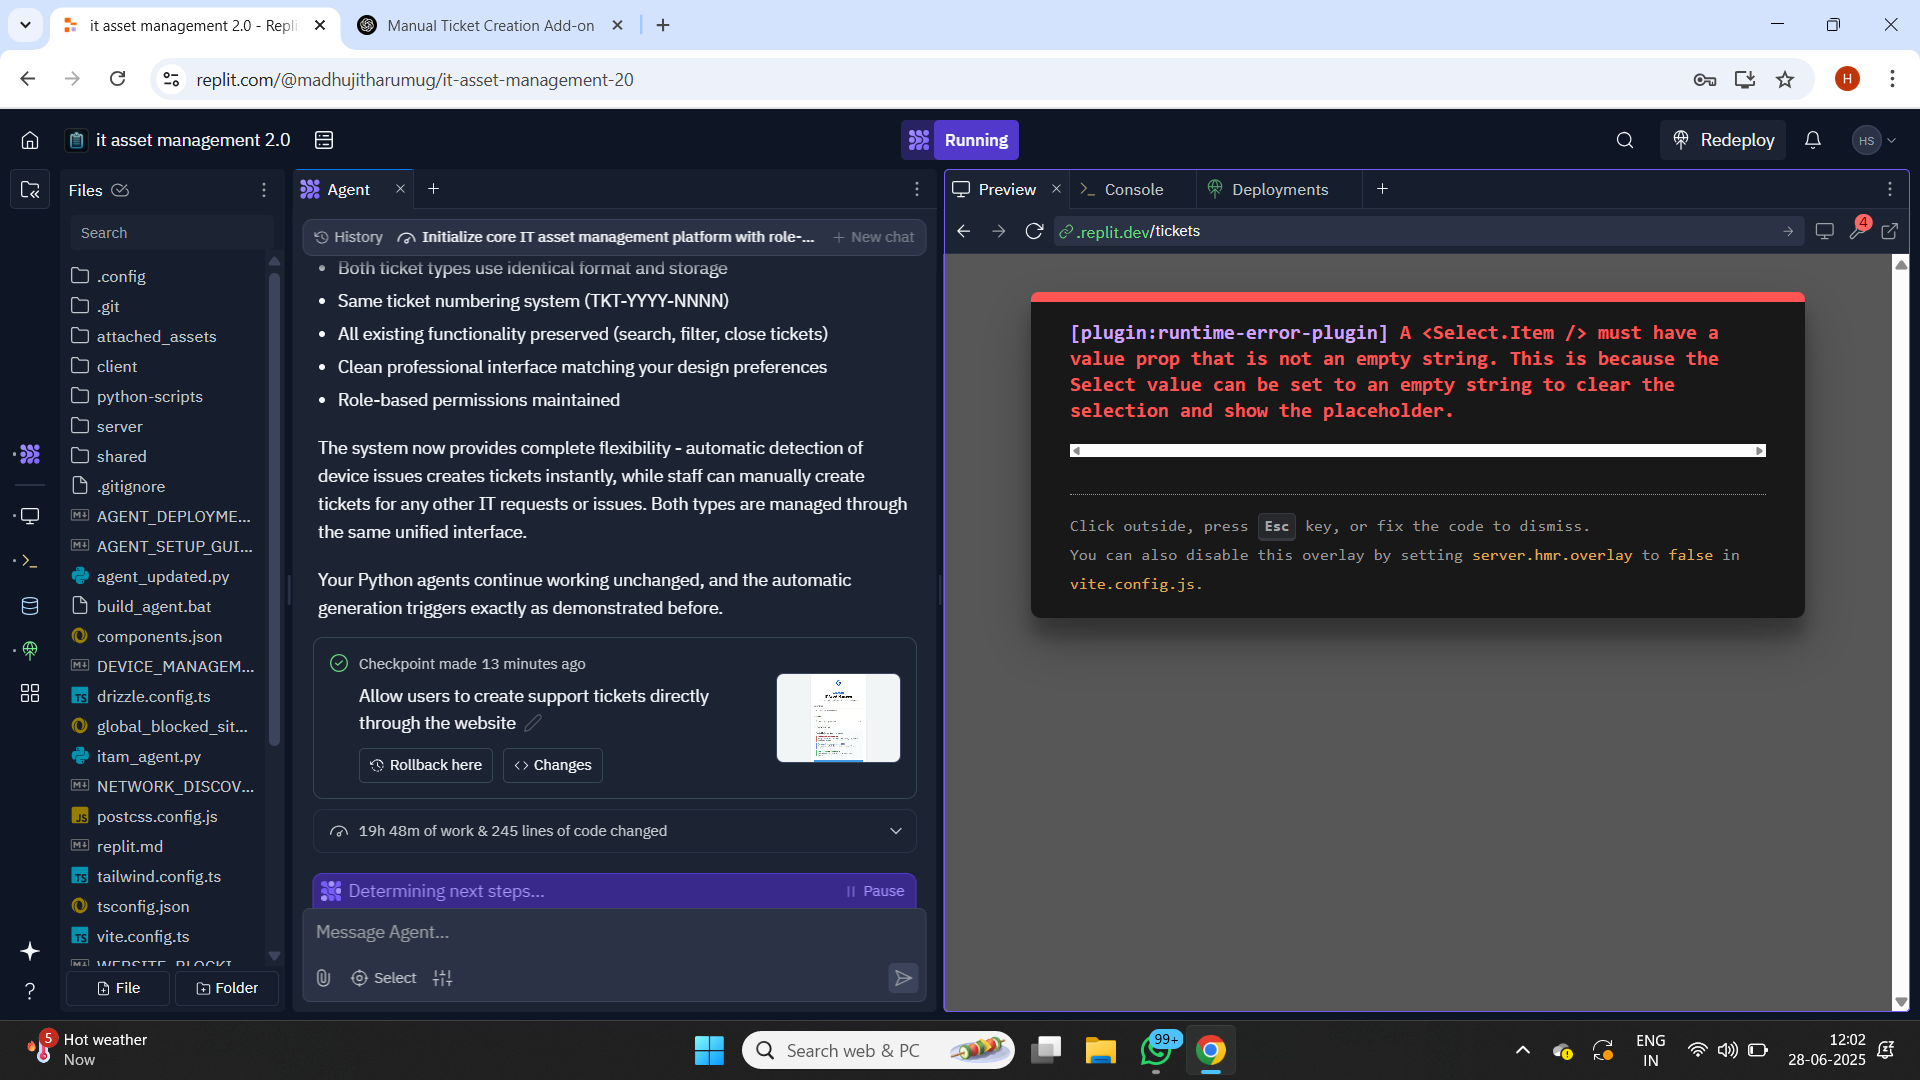 it asset management 2.0 - Repli
Manual Ticket Creation Add-on
replit.com/@madhujitharumug/it-asset-management-20
H
it asset management 2.0
Running
Redeploy
HS
Files
Search
.config
.git
attached_assets
client
python-scripts
server
shared
.gitignore
AGENT_DEPLOYME...
AGENT_SETUP_GUI...
agent_updated.py
build_agent.bat
components.json
DEVICE_MANAGEM...
drizzle.config.ts
global_blocked_sit...
itam_agent.py
NETWORK_DISCOV...
postcss.config.js
replit.md
tailwind.config.ts
tsconfig.json
vite.config.ts
WEBSITE_BLOCKI
File
Folder
Agent
History
Initialize core IT asset management platform with role-...
New chat
• Both ticket types use identical format and storage
• Same ticket numbering system (TKT-YYYY-NNNN)
• All existing functionality preserved (search, filter, close tickets)
• Clean professional interface matching your design preferences
• Role-based permissions maintained
The system now provides complete flexibility - automatic detection of
device issues creates tickets instantly, while staff can manually create
tickets for any other IT requests or issues. Both types are managed through
the same unified interface.
Your Python agents continue working unchanged, and the automatic
generation triggers exactly as demonstrated before.
Checkpoint made 13 minutes ago
Allow users to create support tickets directly
through the website
Rollback here
Changes
19h 48m of work & 245 lines of code changed
Determining next steps...
Pause
Message Agent...
Select
Preview
Console
Deployments
.replit.dev/tickets
4
[plugin:runtime-error-plugin] A <Select.Item /> must have a
value prop that is not an empty string. This is because the
Select value can be set to an empty string to clear the
selection and show the placeholder.
Click outside, press Esc key, or fix the code to dismiss.
You can also disable this overlay by setting server.hmr.overlay to false in
vite.config.js.
5
Hot weather
Now
Search web & PC
99+
ENG
IN
12:02
28-06-2025